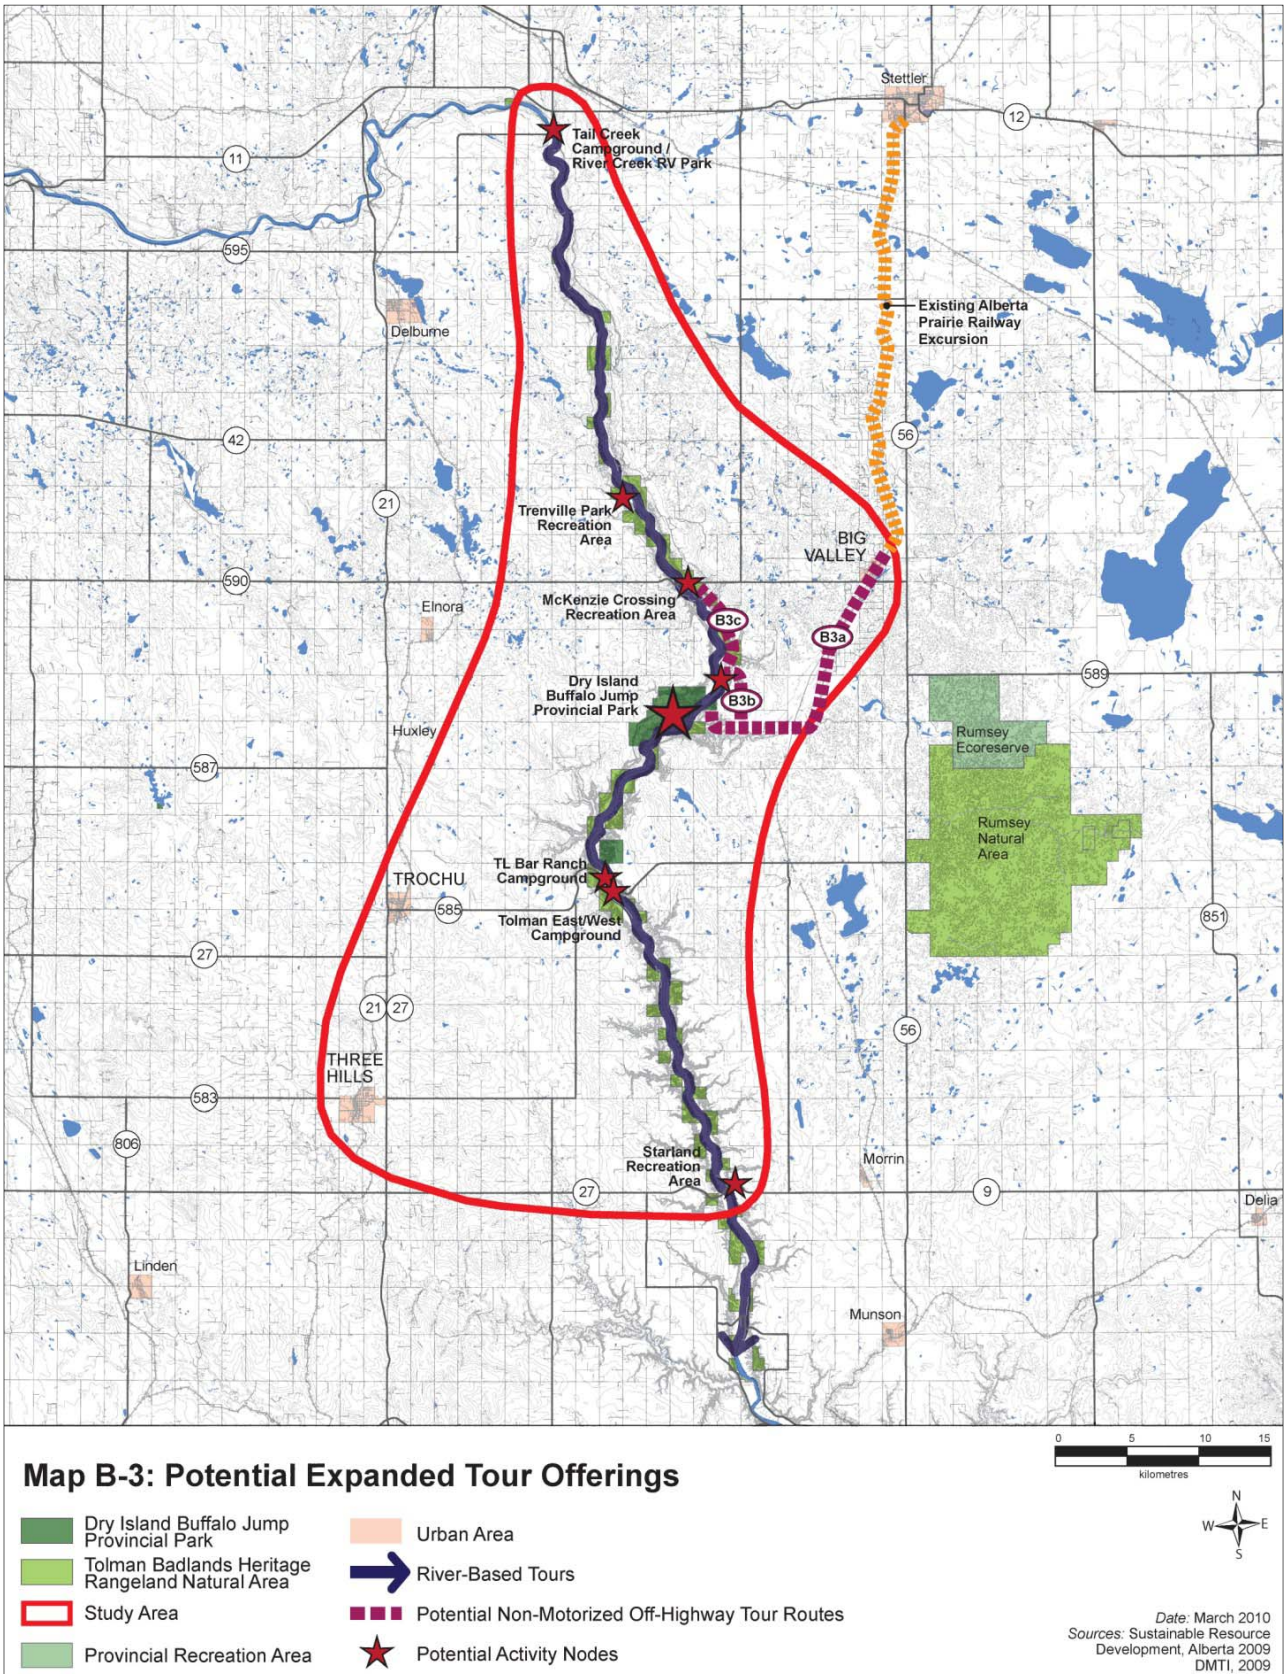 Stettler
12
Tail Creek
Campground /
River Creek RV Park
11
595
Existing Alberta
Prairie Railway
Excursion
Delburne
42
56
21
Trenville Park
Recreation
Area
BIG
VALLEY
590
McKenzie Crossing
Recreation Area
Elnora
B3c
B3a
589
Dry Island
Buffalo Jump
Provincial Park
B3b
Huxley
Rumsey
Ecoreserve
587
Rumsey
Natural
Area
TL Bar Ranch
Campground
TROCHU
585
Tolman East/West
Campground
851
27
21
27
56
THREE
HILLS
583
806
Starland
Recreation
Area
Morrin
27
9
Delia
Linden
Munson
0 5 10 15
kilometres
Map B-3: Potential Expanded Tour Offerings
N
W E
S
Dry Island Buffalo Jump
Provincial Park
Tolman Badlands Heritage
Rangeland Natural Area
Study Area
Provincial Recreation Area
Urban Area
River-Based Tours
Potential Non-Motorized Off-Highway Tour Routes
Potential Activity Nodes
Date: March 2010
Sources: Sustainable Resource
Development, Alberta 2009
DMTI, 2009